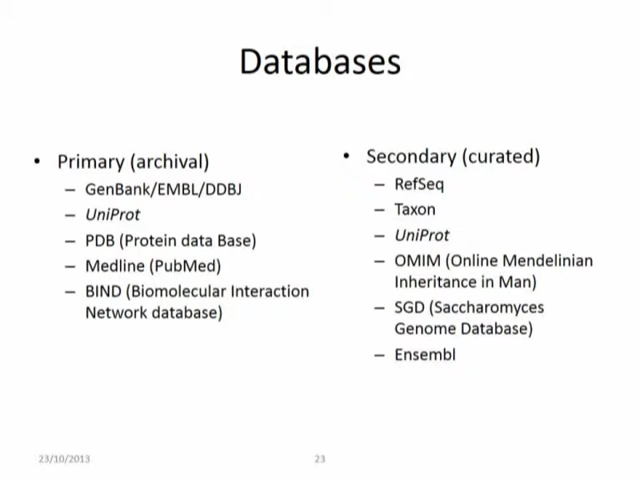 Databases
• Primary (archival)
– GenBank/EMBL/DDBJ
– UniProt
– PDB (Protein data Base)
– Medline (PubMed)
– BIND (Biomolecular Interaction
Network database)
• Secondary (curated)
– RefSeq
– Taxon
– UniProt
– OMIM (Online Mendelinian
Inheritance in Man)
– SGD (Saccharomyces
Genome Database)
– Ensembl
23/10/2013
23